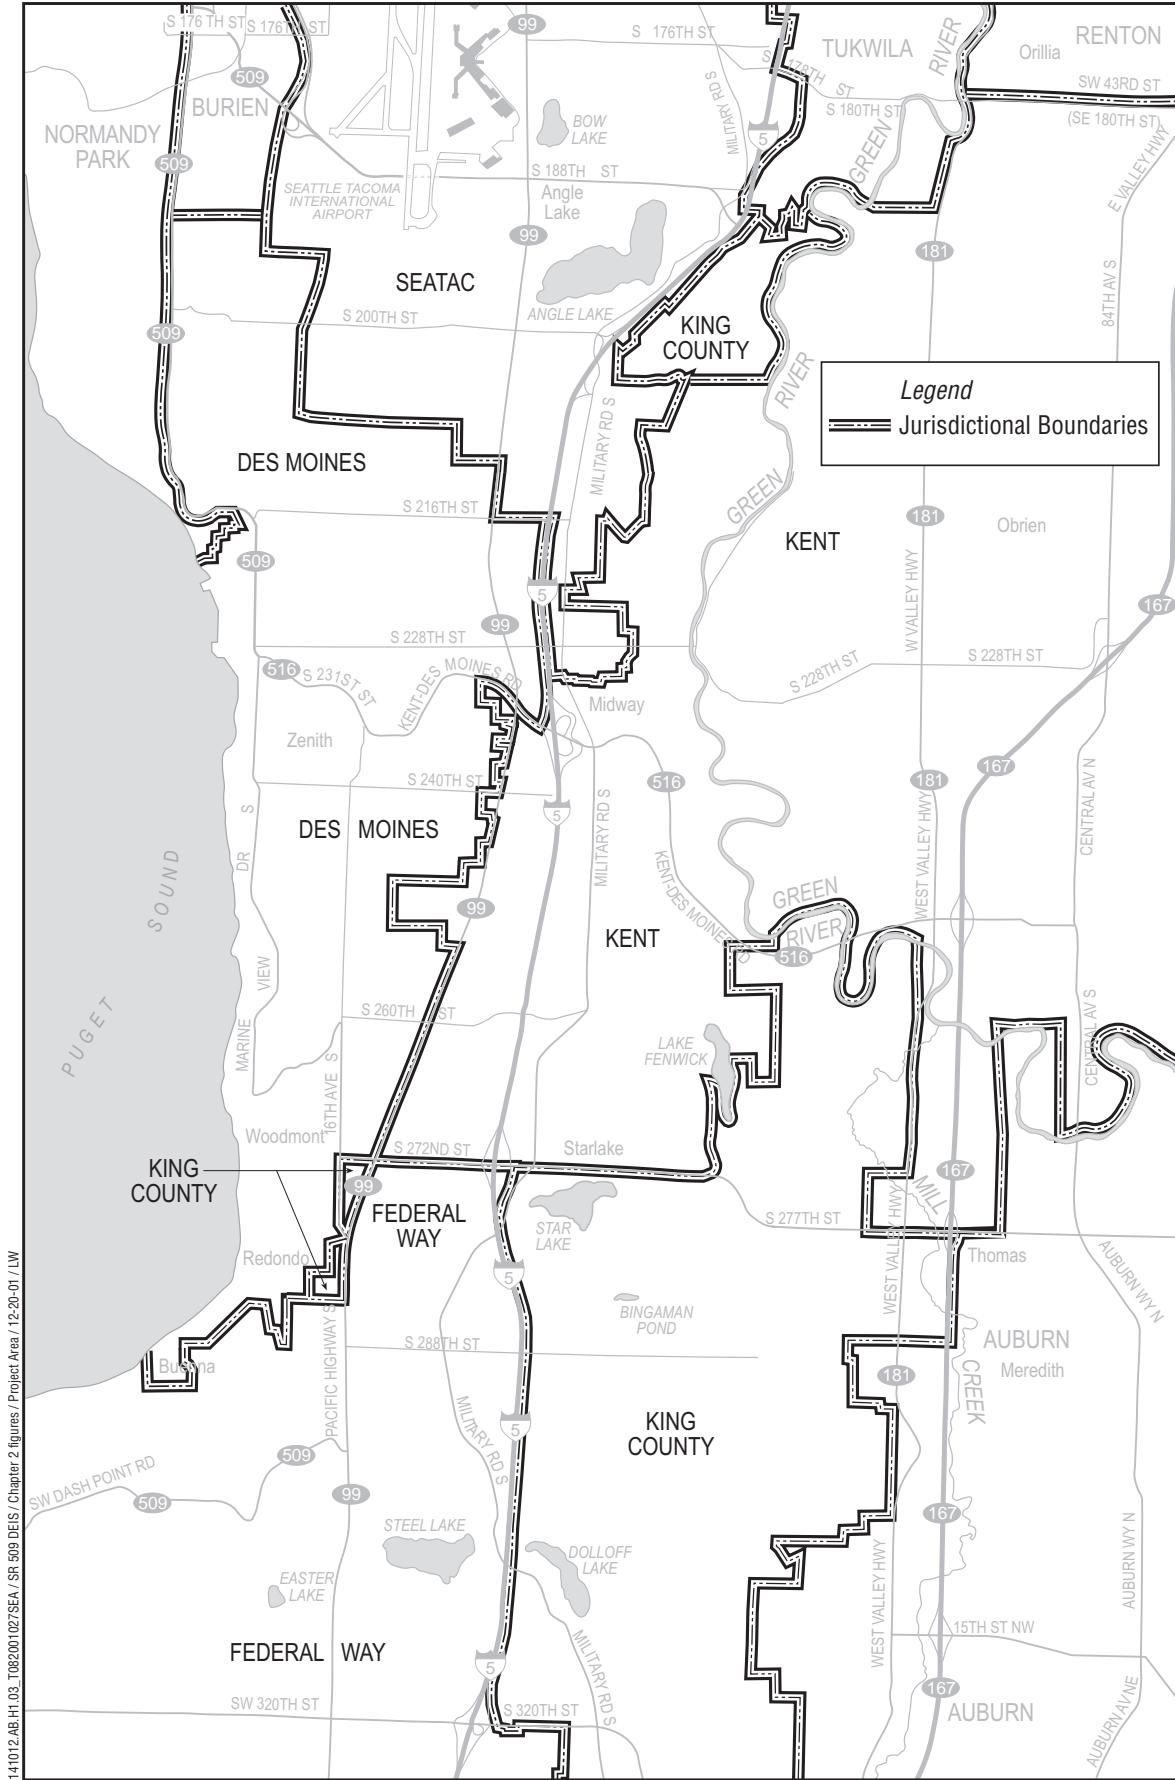 S 176 TH ST
S 176TH ST
99
S 176TH ST
TUKWILA
RIVER
Orillia
RENTON
509
BURIEN
S 178TH ST
SW 43RD ST
MILITARY RD S
S 180TH ST
(SE 180TH ST)
NORMANDY
PARK
BOW
LAKE
5
GREEN
E VALLEY HWY
509
S 188TH ST
SEATTLE TACOMA
INTERNATIONAL
AIRPORT
Angle
Lake
99
181
SEATAC
84TH AV S
ANGLE LAKE
S 200TH ST
KING
COUNTY
509
RIVER
Legend
Jurisdictional Boundaries
MILITARY RD S
DES MOINES
GREEN
S 216TH ST
181
Obrien
KENT
509
5
167
99
W VALLEY HWY
S 228TH ST
S 228TH ST
S 228TH ST
516
S 231ST ST
KENT-DES MOINES RD
Midway
Zenith
167
S 240TH ST
516
181
CENTRAL AV N
5
MILITARY RD S
DES MOINES
WEST VALLEY HWY
PUGET SOUND
MARINE VIEW DR S
KENT-DES MOINES RD
GREEN
RIVER
99
KENT
516
S 260TH ST
CENTRAL AV S
LAKE
FENWICK
16TH AVE S
Woodmont
S 272ND ST
Starlake
KING
COUNTY
167
99
MILL
FEDERAL
WAY
STAR
LAKE
S 277TH ST
WEST VALLEY HWY
Redondo
Thomas
5
AUBURN WY N
BINGAMAN
POND
PACIFIC HIGHWAY S
S 288TH ST
AUBURN
Meredith
Buenna
181
CREEK
MILITARY RD S
KING
COUNTY
5
509
SW DASH POINT RD
509
99
167
STEEL LAKE
DOLLOFF
LAKE
AUBURN WY N
EASTER
LAKE
WEST VALLEY HWY
15TH ST NW
FEDERAL WAY
MILITARY RD S
5
167
SW 320TH ST
S 320TH ST
AUBURN
AUBURN AV NE
141012.AB.H1.03_T082001027SEA / SR 509 DEIS / Chapter 2 figures / Project Area / 12-20-01 / LW